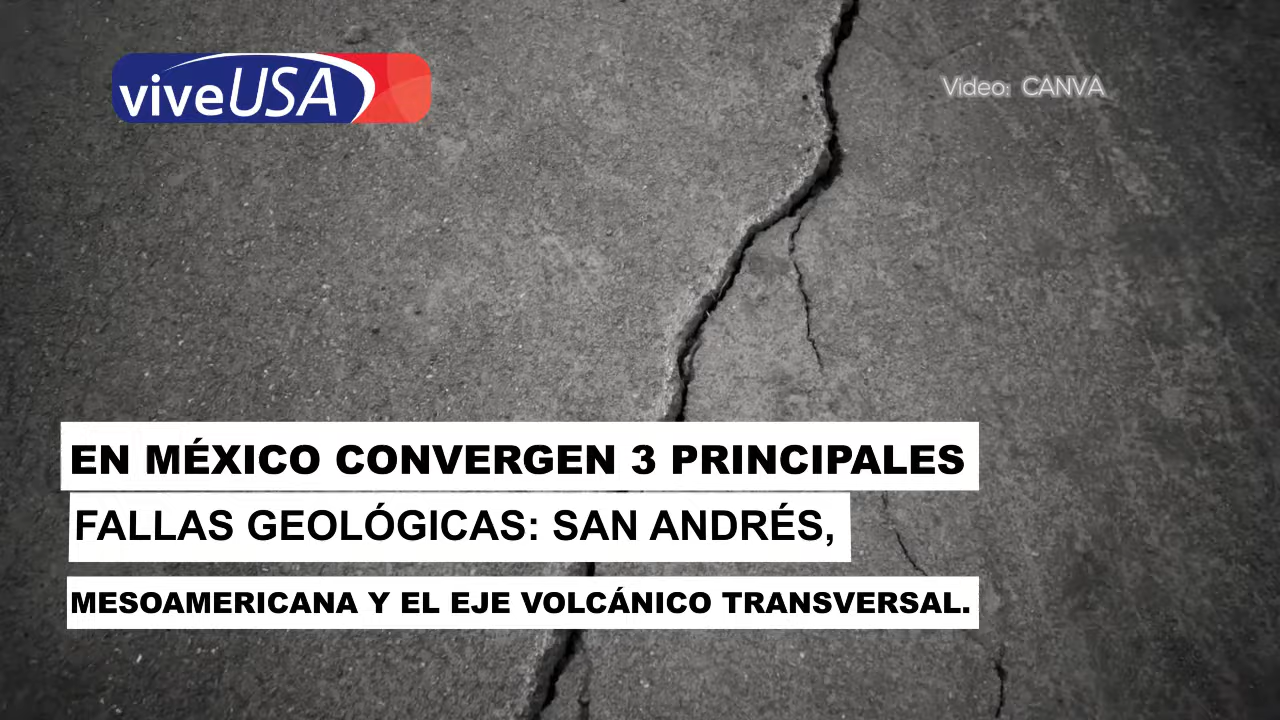 viveUSA
Video: CANVA
EN MÉXICO CONVERGEN 3 PRINCIPALES
FALLAS GEOLÓGICAS: SAN ANDRÉS,
MESOAMERICANA Y EL EJE VOLCÁNICO TRANSVERSAL.